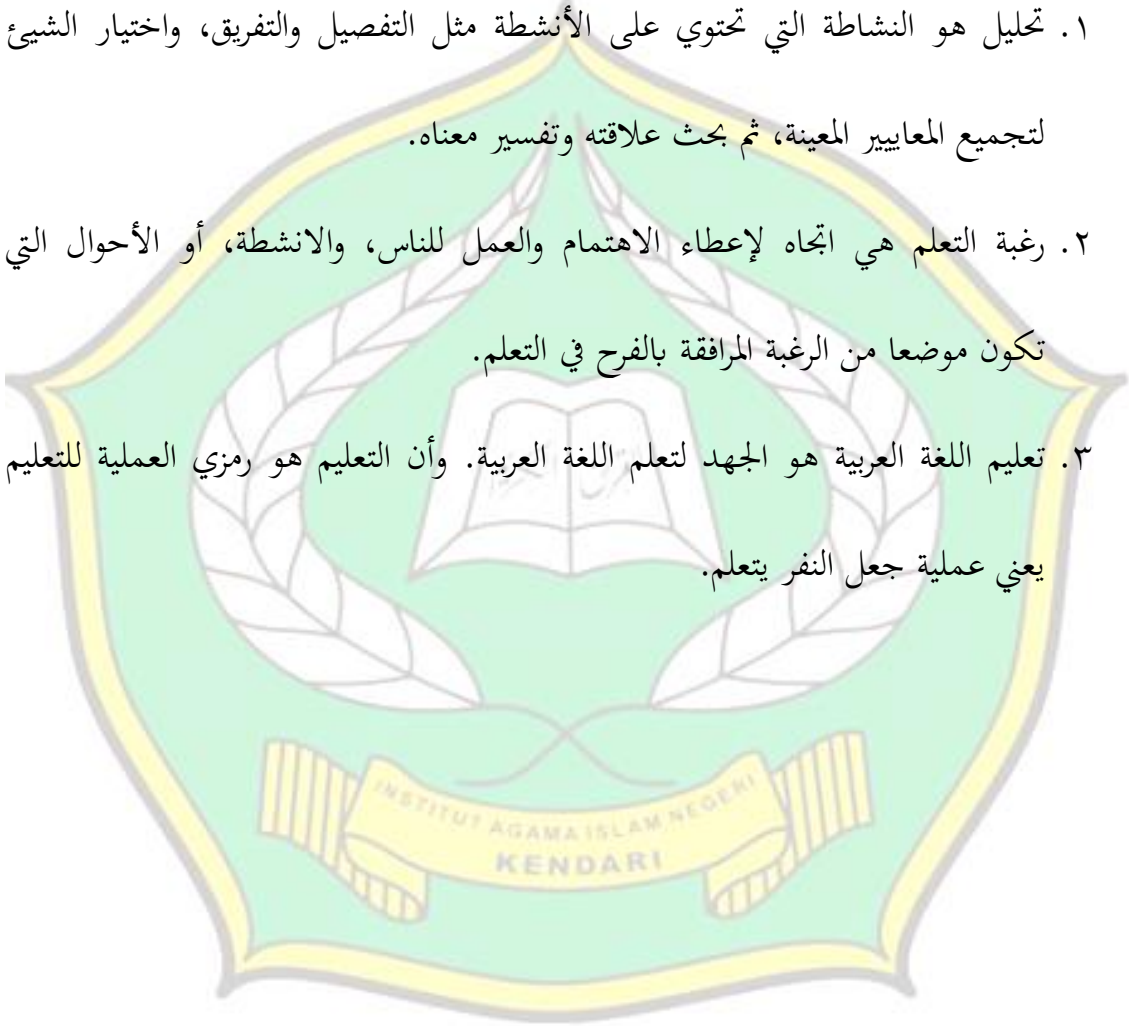 ١. تحليل هو النشاطة التي تحتوي على الأنشطة مثل التفصيل والتفريق، واختيار الشيئ
لتجميع المعايير المعينة، ثم بحث علاقته وتفسير معناه.
٢. رغبة التعلم هي اتجاه لإعطاء الاهتمام والعمل للناس، والانشطة، أو الأحوال التي
تكون موضعا من الرغبة المرافقة بالفرح في التعلم.
٣. تعليم اللغة العربية هو الجهد لتعلم اللغة العربية. وأن التعليم هو رمزي العملية للتعليم
يعني عملية جعل النفر يتعلم.
INSTITUT AGAMA ISLAM NEGERI
KENDARI